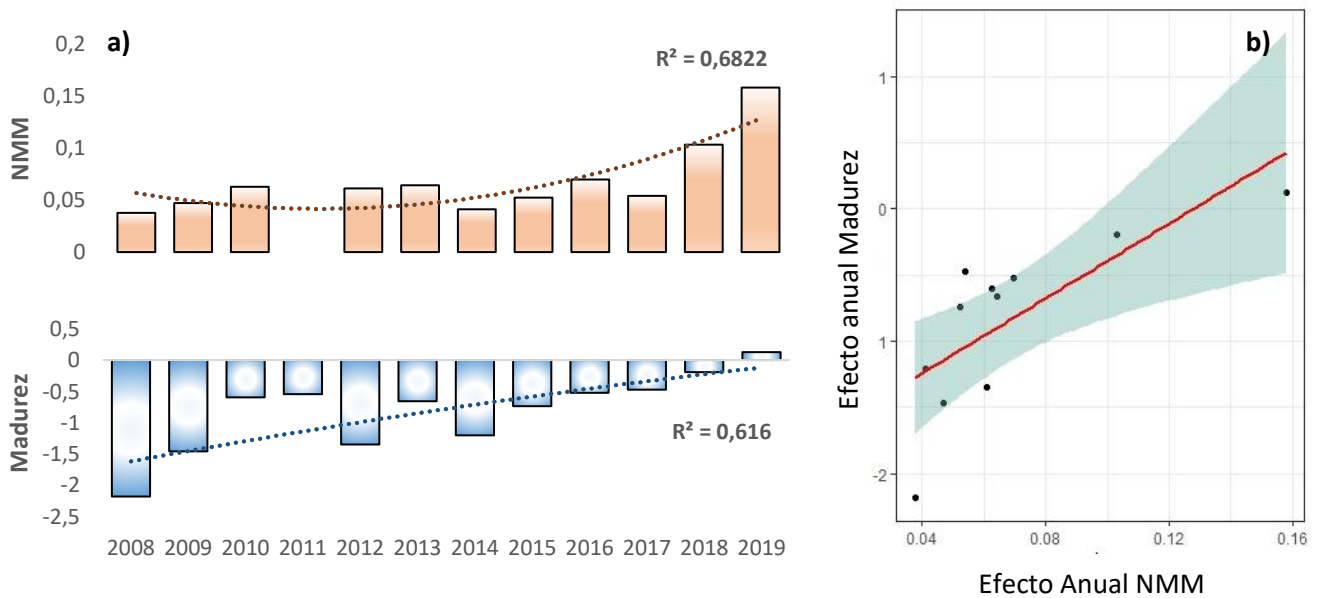 a)
R² = 0,6822
NMM
0,2
0,15
0,1
0,05
0
Madurez
0,5
0
-0,5
-1
-1,5
-2
-2,5
R² = 0,616
2008 2009 2010 2011 2012 2013 2014 2015 2016 2017 2018 2019
b)
Efecto anual Madurez
1
0
1
-2
0.04 0.08 0.12 0.16
Efecto Anual NMM